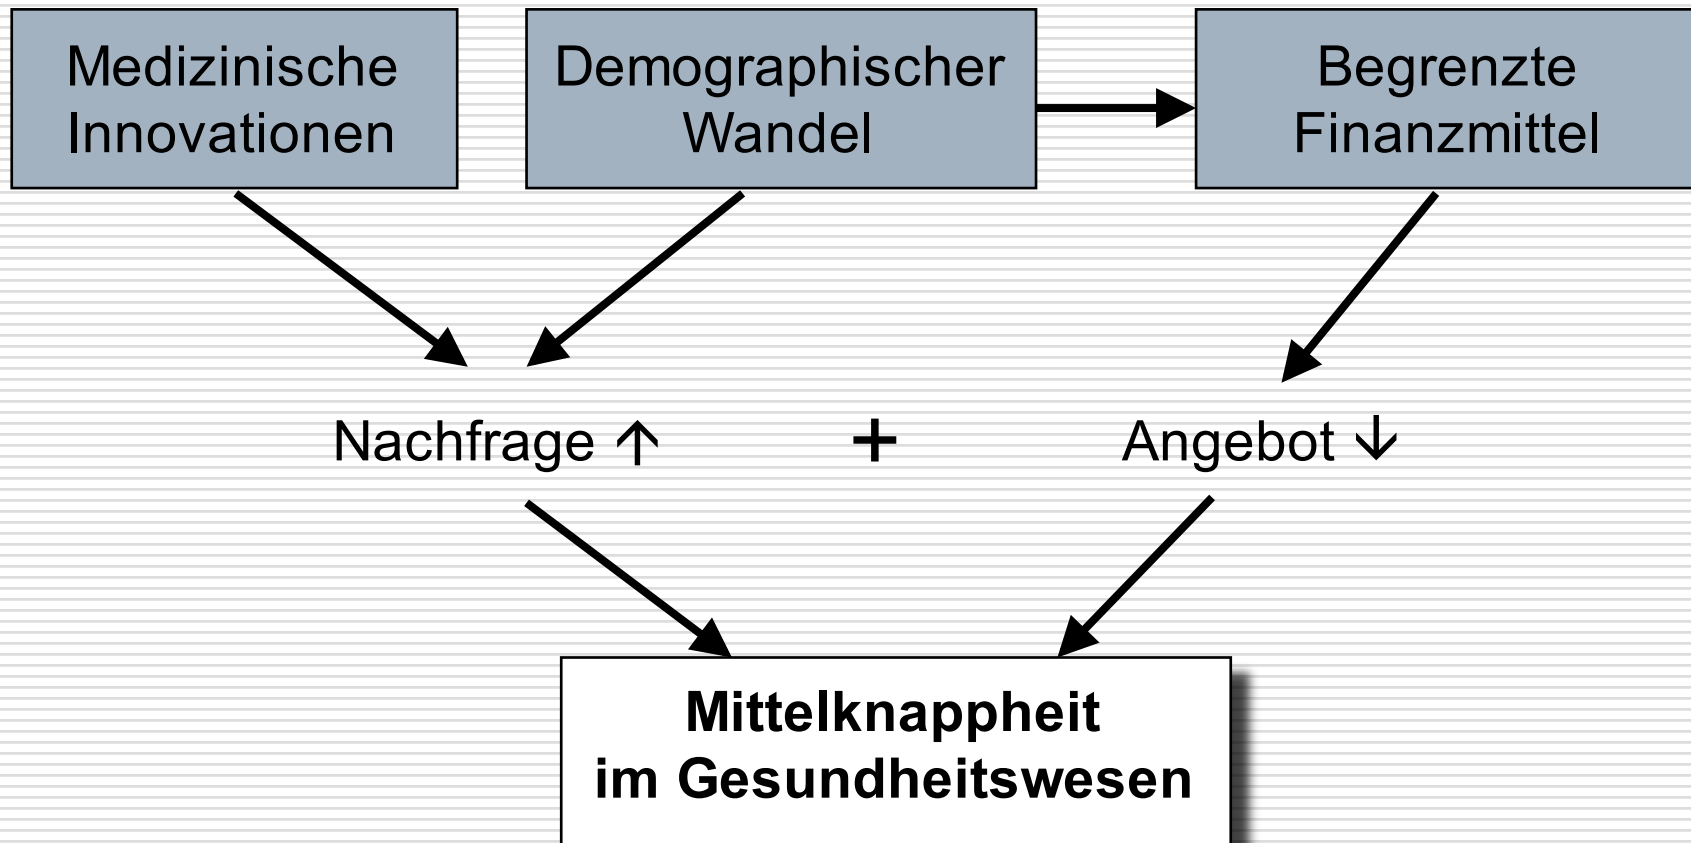 Medizinische
Innovationen
Demographischer
Wandel
Begrenzte
Finanzmittel
Nachfrage ↑
+
Angebot ↓
Mittelknappheit
im Gesundheitswesen